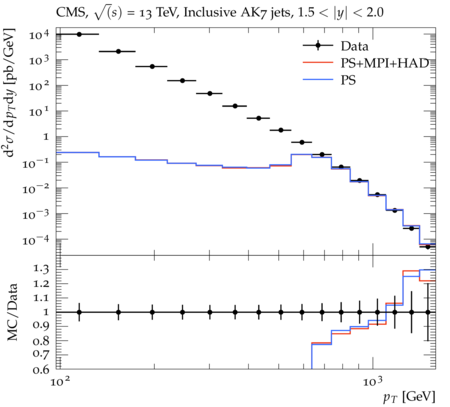 CMS, √(s) = 13 TeV, Inclusive AK7 jets, 1.5 < |y| < 2.0
d²σ/dp_T dy [pb/GeV]
10⁴
10³
10²
10¹
1
10⁻¹
10⁻²
10⁻³
10⁻⁴
Data
PS+MPI+HAD
PS
MC/Data
1.3
1.2
1.1
1
0.9
0.8
0.7
0.6
10²
10³
p_T [GeV]